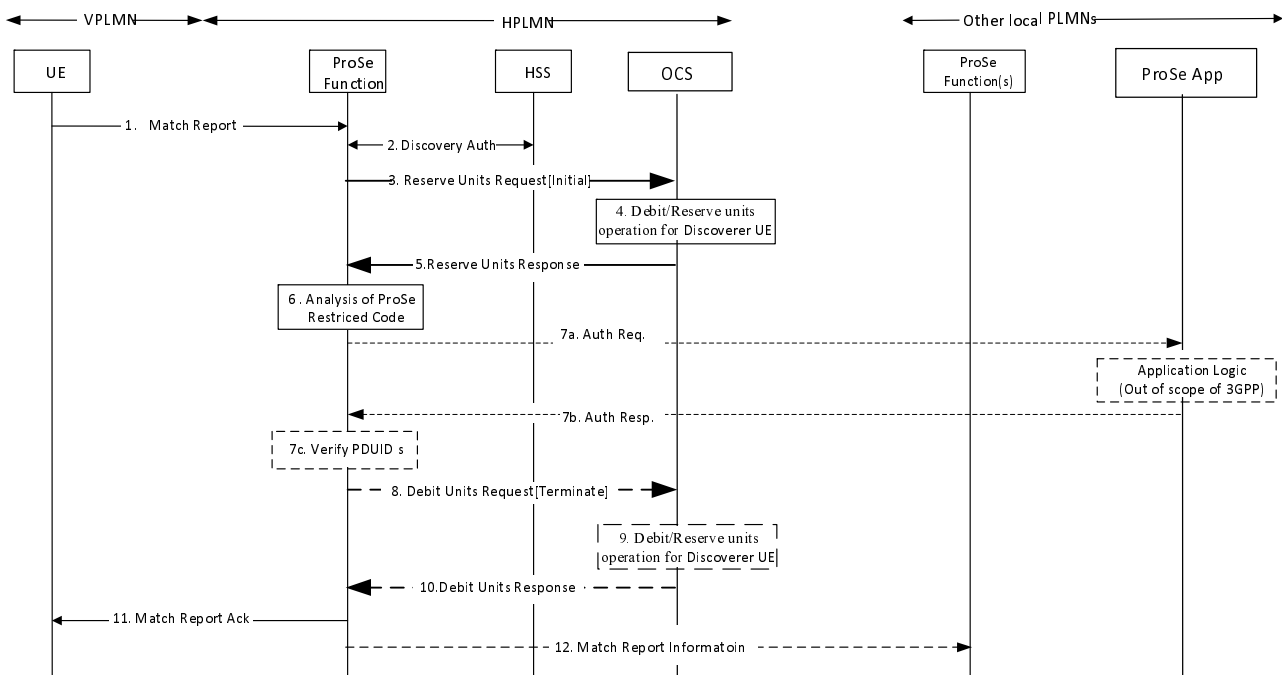 VPLMN
HPLMN
Other local PLMNs
UE
ProSe
Function
HSS
OCS
ProSe
Function(s)
ProSe App
1. Match Report
2. Discovery Auth
3. Reserve Units Request[Initial]
4. Debit/Reserve units
operation for Discoverer UE
5.Reserve Units Response
6. Analysis of ProSe
Restriced Code
7a. Auth Req.
Application Logic
(Out of scope of 3GPP)
7b. Auth Resp.
7c. Verify PDUID s
8. Debit Units Request[Terminate]
9. Debit/Reserve units
operation for Discoverer UE
10.Debit Units Response
11. Match Report Ack
12. Match Report Informatoin